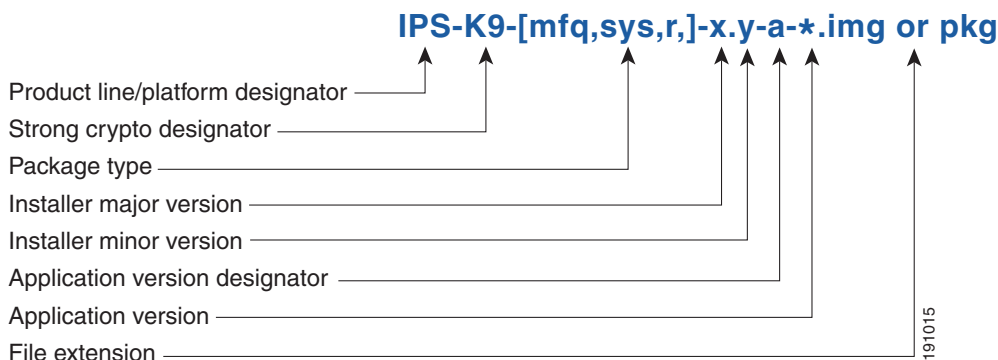 IPS-K9-[mfq,sys,r,]-x.y-a-*.img or pkg
Product line/platform designator
Strong crypto designator
Package type
Installer major version
Installer minor version
Application version designator
Application version
File extension
191015